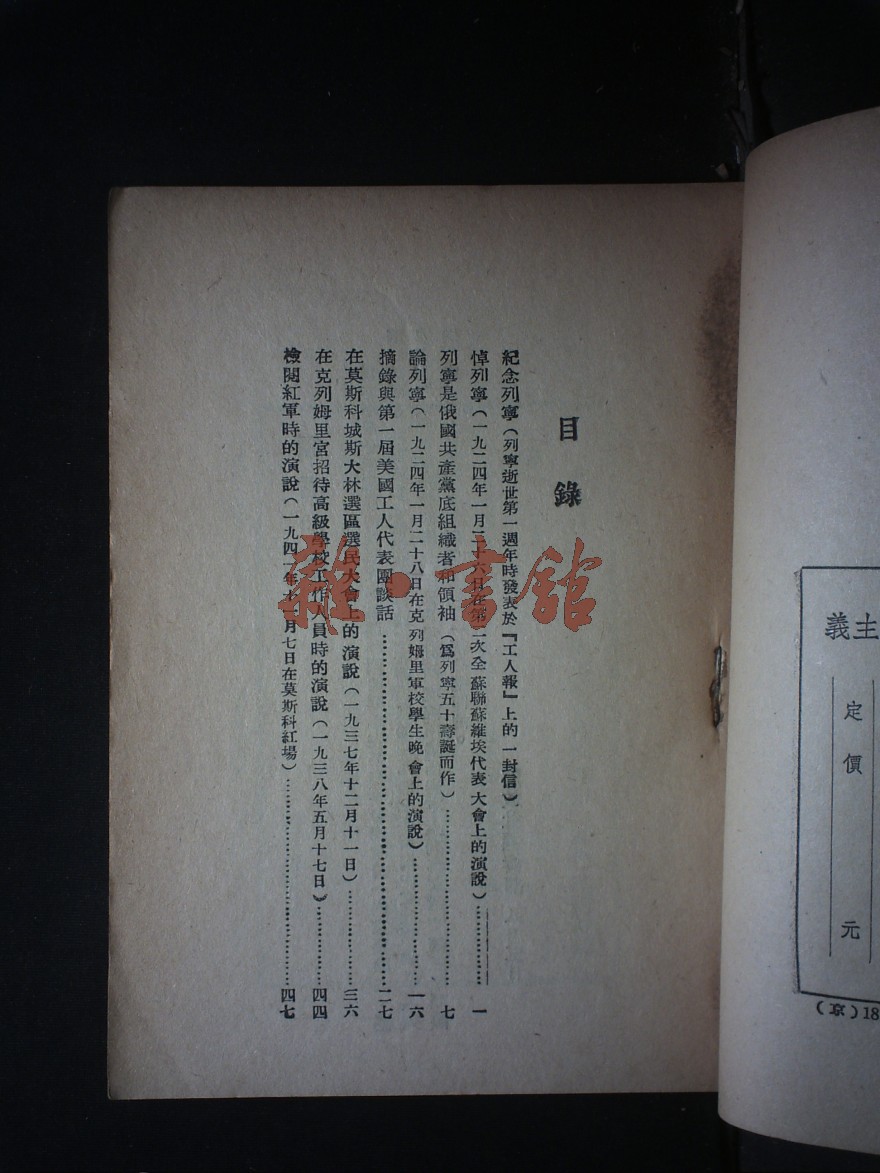 目錄
紀念列寧(列寧逝世第一週年時發表於『工人報』上的一封信)
悼列寧(一九二四年一月二十六日在第二次全蘇聯蘇維埃代表大會上的演說)………………一
列寧是俄國共產黨底組織者和領袖(爲列寧五十壽誕而作)………………七
論列寧(一九二四年一月二十八日在克列姆里軍校學生晚會上的演說)………………一六
摘錄與第一屆美國工人代表團談話………………二七
在莫斯科城斯大林選區選民大會上的演說(一九三七年十二月十一日)………………三六
在克列姆里宮招待高級學校工作人員時的演說(一九三八年五月十七日)………………四四
檢閱紅軍時的演說(一九四一年十一月七日在莫斯科紅場)………………四七
雜·書館
主義
定價 元
(京)18